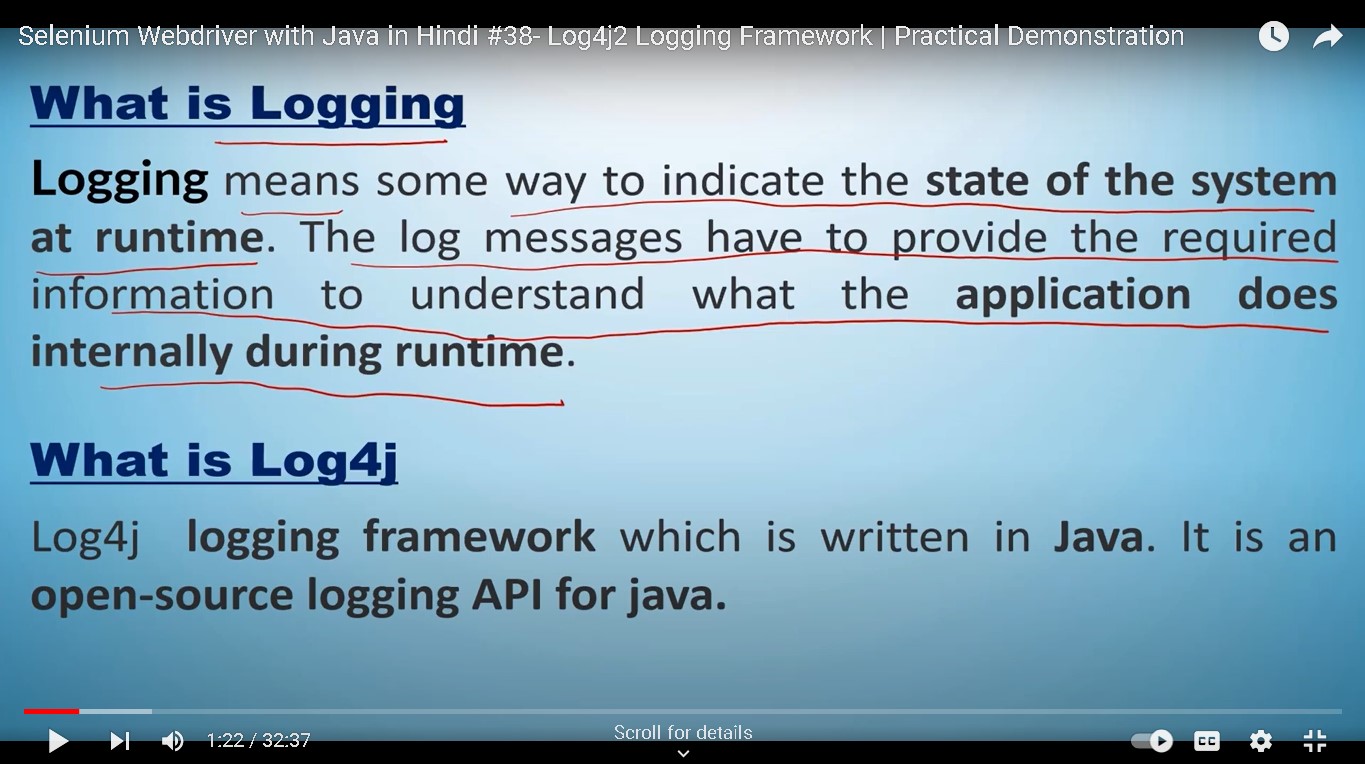 Selenium Webdriver with Java in Hindi #38- Log4j2 Logging Framework | Practical Demonstration
What is Logging
Logging means some way to indicate the state of the system
at runtime. The log messages have to provide the required
information to understand what the application does
internally during runtime.
What is Log4j
Log4j logging framework which is written in Java. It is an
open-source logging API for java.
1:22 / 32:37
Scroll for details
CC